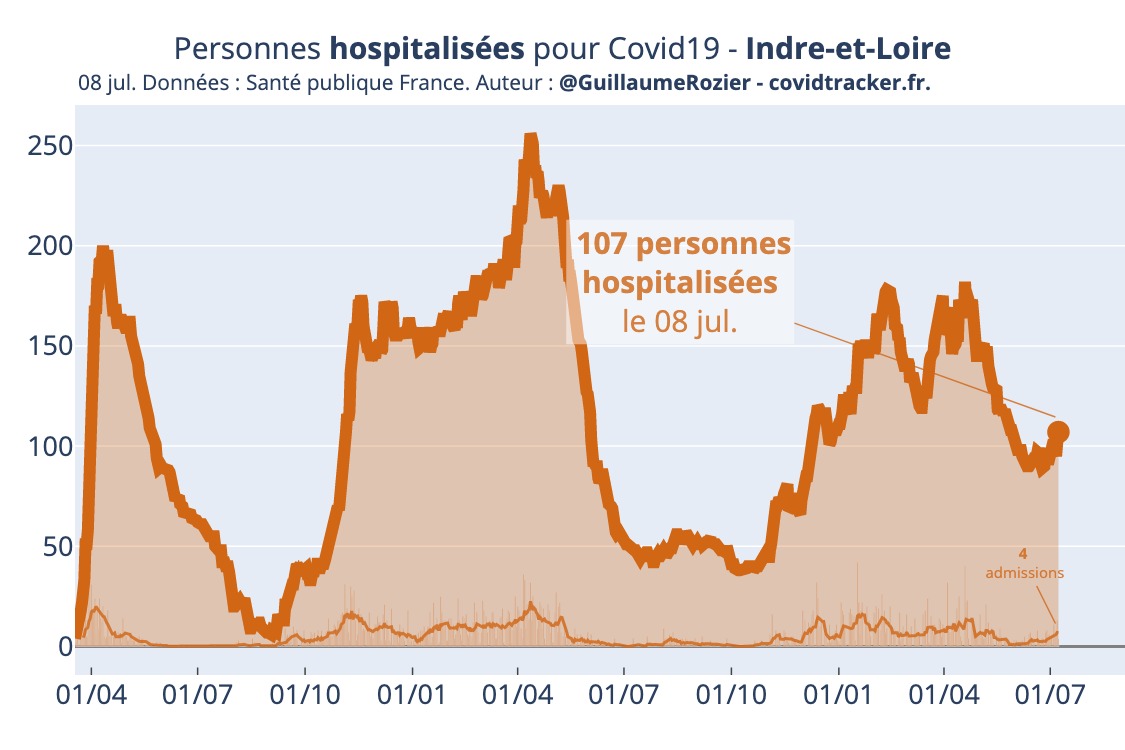 Personnes hospitalisées pour Covid19 - Indre-et-Loire
08 jul. Données : Santé publique France. Auteur : @GuillaumeRozier - covidtracker.fr.
250
200
150
100
50
0
107 personnes
hospitalisées
le 08 jul.
4
admissions
01/04 01/07 01/10 01/01 01/04 01/07 01/10 01/01 01/04 01/07